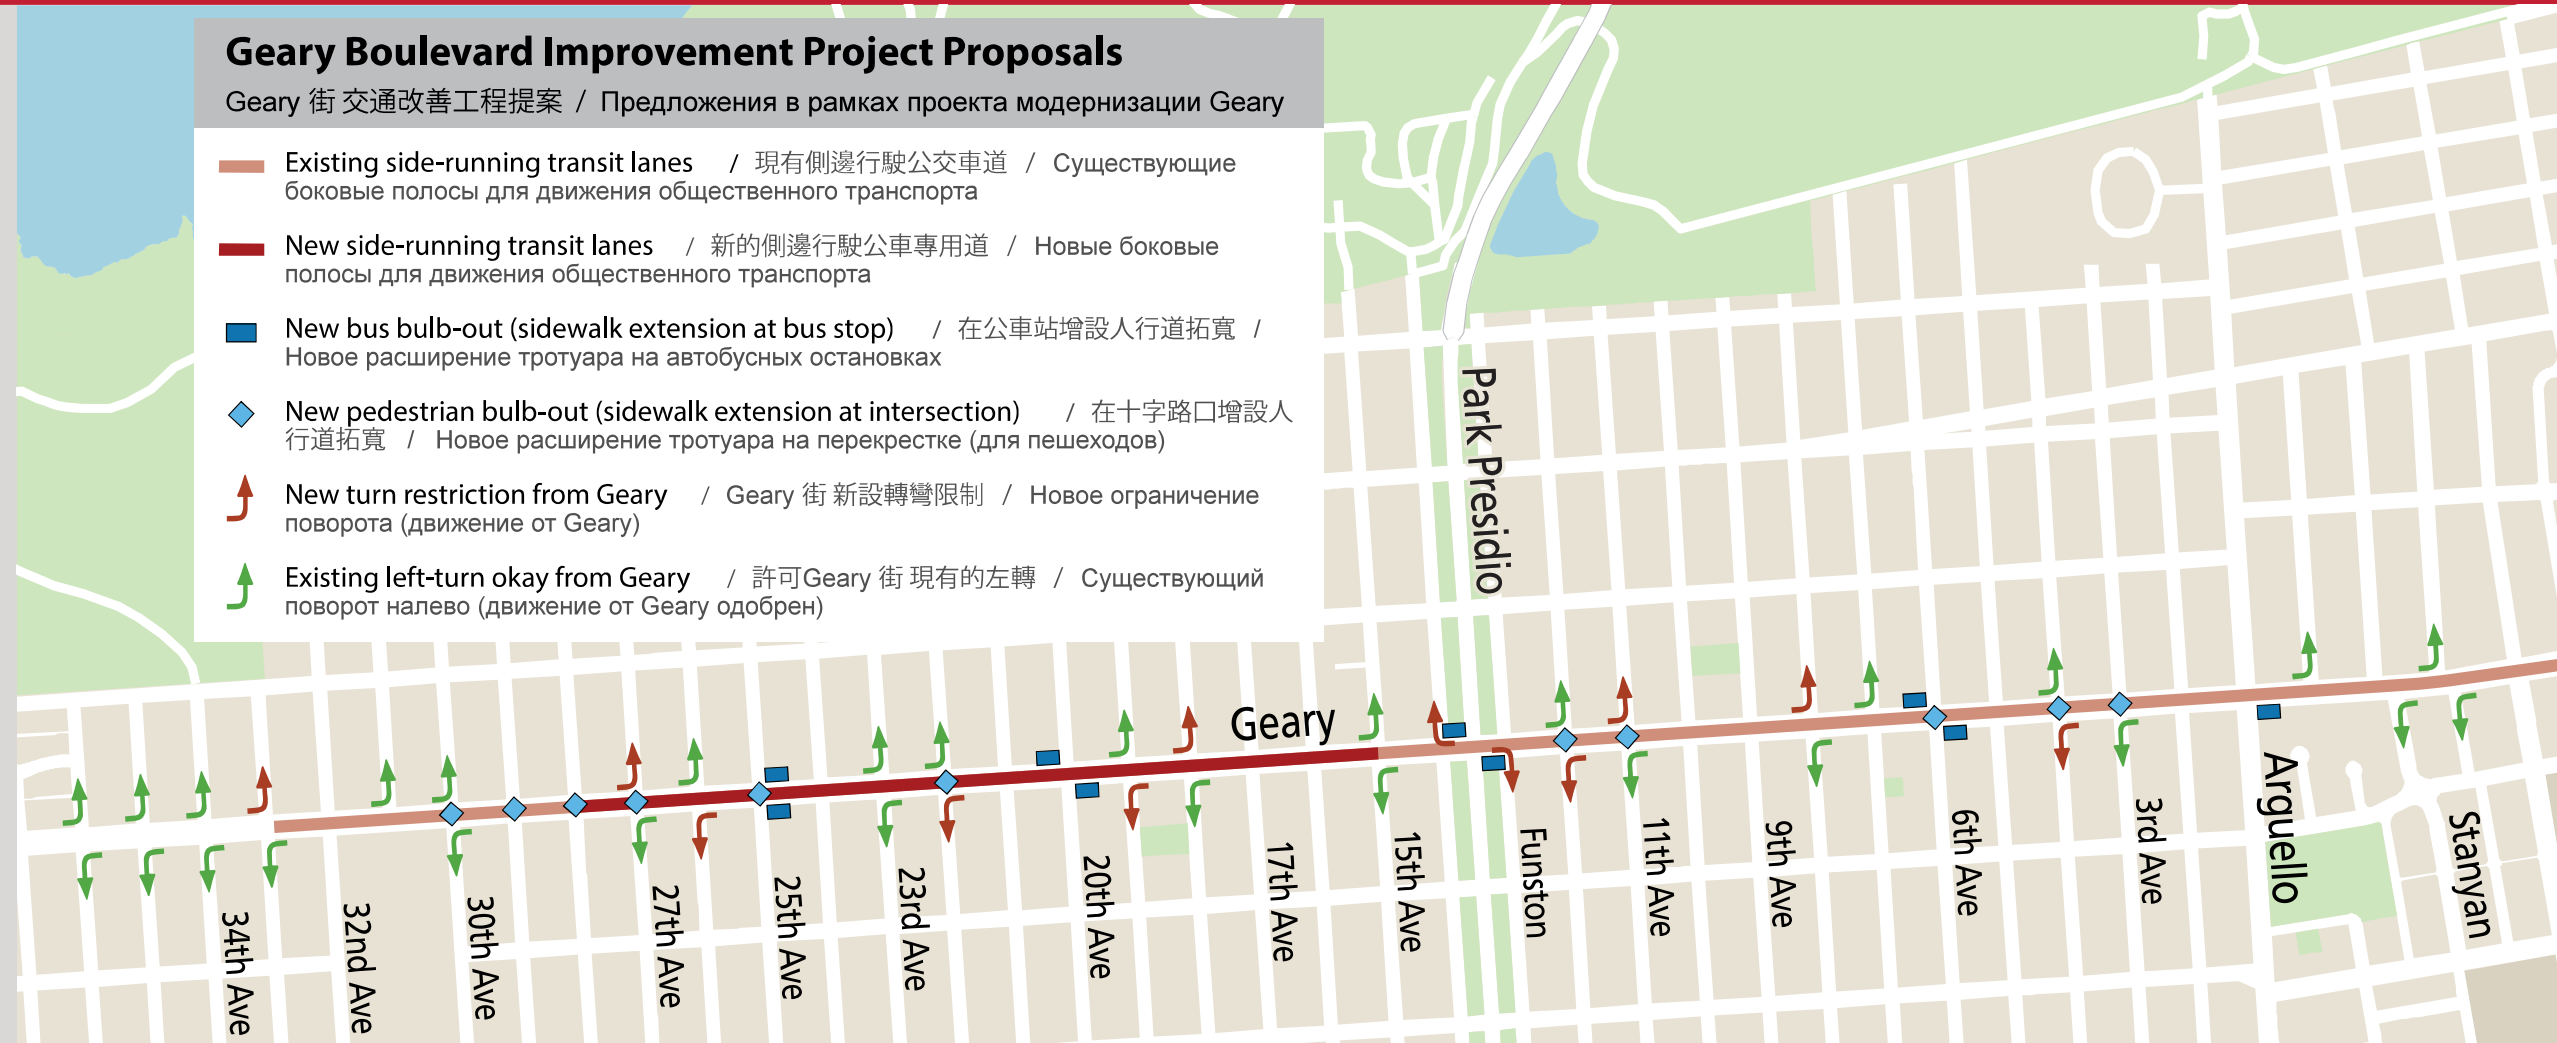 Geary Boulevard Improvement Project Proposals
Geary 街 交通改善工程提案 / Предложения в рамках проекта модернизации Geary
Existing side-running transit lanes / 現有側邊行駛公交車道 / Существующие
боковые полосы для движения общественного транспорта
New side-running transit lanes / 新的側邊行駛公車專用道 / Новые боковые
полосы для движения общественного транспорта
New bus bulb-out (sidewalk extension at bus stop) / 在公車站增設人行道拓寬 /
Новое расширение тротуара на автобусных остановках
New pedestrian bulb-out (sidewalk extension at intersection) / 在十字路口增設人
行道拓寬 / Новое расширение тротуара на перекрестке (для пешеходов)
New turn restriction from Geary / Geary 街 新設轉彎限制 / Новое ограничение
поворота (движение от Geary)
Existing left-turn okay from Geary / 許可Geary 街 現有的左轉 / Существующий
поворот налево (движение от Geary одобрен)
Park Presidio
Geary
34th Ave
32nd Ave
30th Ave
27th Ave
25th Ave
23rd Ave
20th Ave
17th Ave
15th Ave
Funston
11th Ave
9th Ave
6th Ave
3rd Ave
Arguello
Stanyan